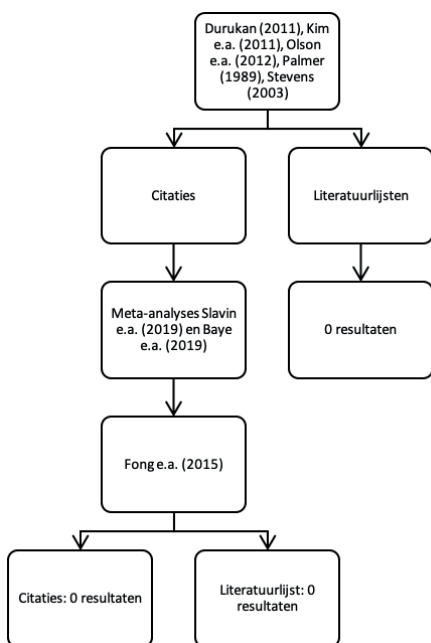 Durukan (2011), Kim
e.a. (2011), Olson
e.a. (2012), Palmer
(1989), Stevens
(2003)
Citaties
Literatuurlijsten
Meta-analyses Slavin
e.a. (2019) en Baye
e.a. (2019)
0 resultaten
Fong e.a. (2015)
Citaties: 0 resultaten
Literatuurlijst: 0
resultaten